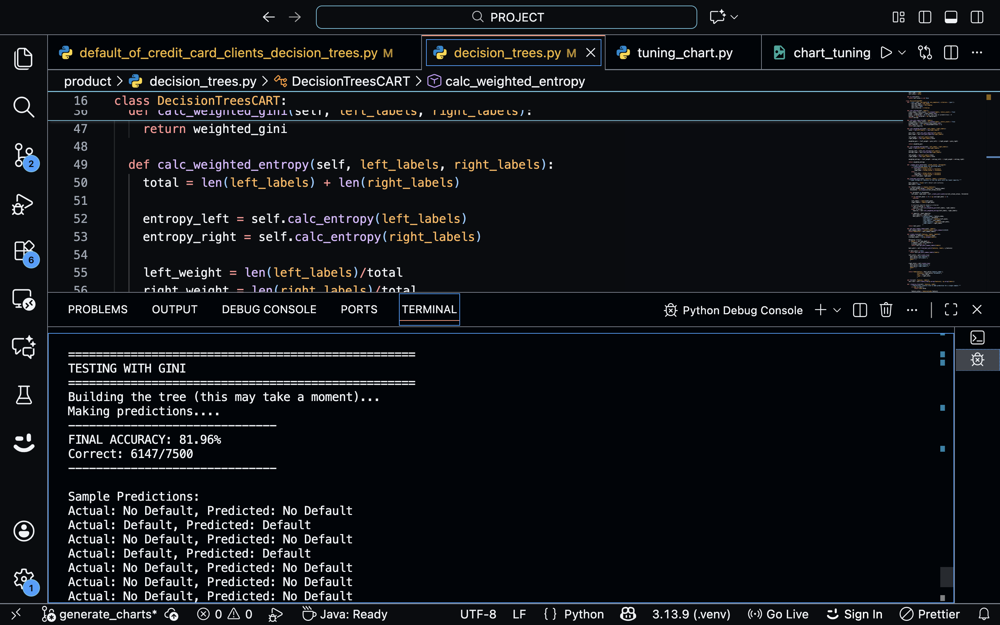 PROJECT
default_of_credit_card_clients_decision_trees.py M
decision_trees.py M
tuning_chart.py
chart_tuning
product > decision_trees.py > DecisionTreesCART > calc_weighted_entropy
16 class DecisionTreesCART:
36 def calc_weighted_gini(self, left_labels, right_labels):
47 return weighted_gini
48
49 def calc_weighted_entropy(self, left_labels, right_labels):
50 total = len(left_labels) + len(right_labels)
51
52 entropy_left = self.calc_entropy(left_labels)
53 entropy_right = self.calc_entropy(right_labels)
54
55 left_weight = len(left_labels)/total
56 right_weight = len(right_labels)/total
2
6
1
PROBLEMS OUTPUT DEBUG CONSOLE PORTS TERMINAL
Python Debug Console
==================================================
TESTING WITH GINI
==================================================
Building the tree (this may take a moment)...
Making predictions....
------------------------------
FINAL ACCURACY: 81.96%
Correct: 6147/7500
------------------------------
Sample Predictions:
Actual: No Default, Predicted: No Default
Actual: Default, Predicted: Default
Actual: No Default, Predicted: No Default
Actual: Default, Predicted: Default
Actual: No Default, Predicted: No Default
Actual: No Default, Predicted: No Default
Actual: No Default, Predicted: No Default
generate_charts* 0 0 Java: Ready UTF-8 LF {} Python 3.13.9 (.venv) Go Live Sign In Prettier